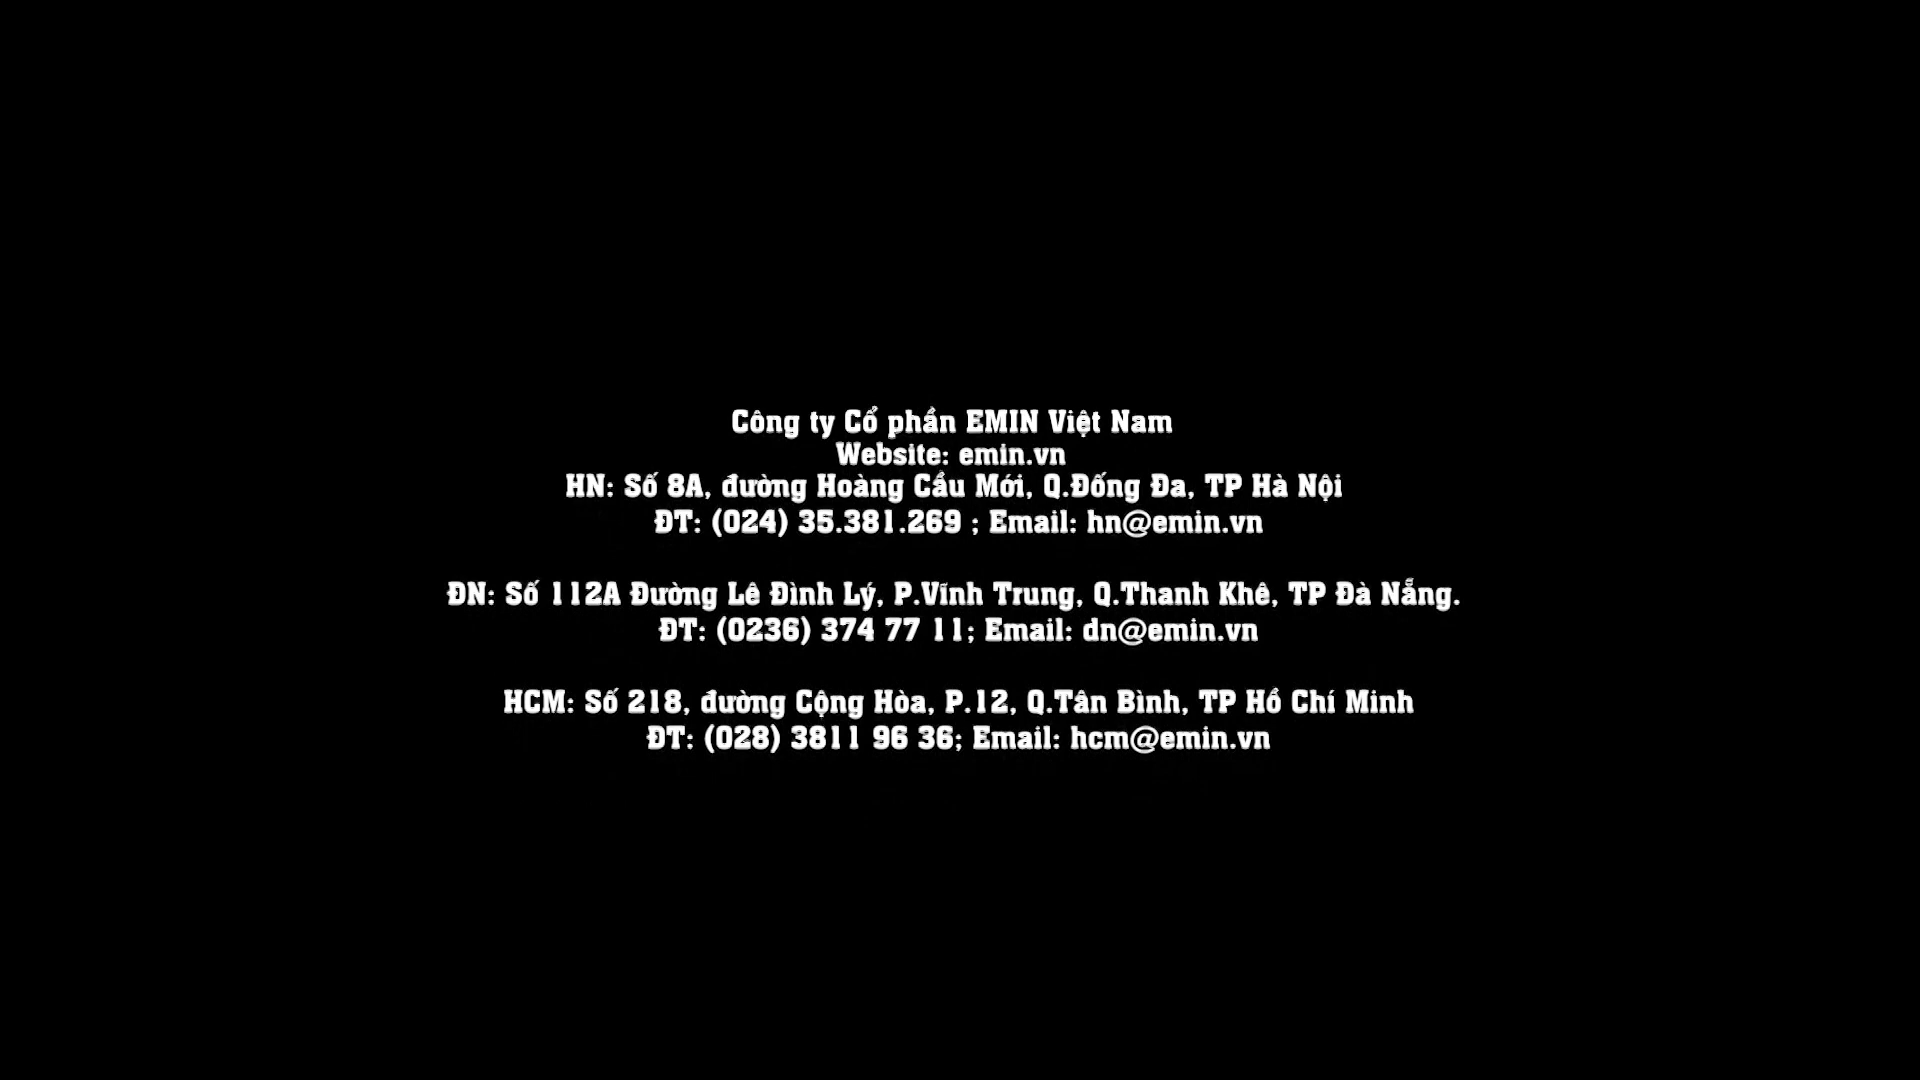 Công ty Cổ phần EMIN Việt Nam
Website: emin.vn
HN: Số 8A, đường Hoàng Cầu Mới, Q.Đống Đa, TP Hà Nội
ĐT: (024) 35.381.269 ; Email: hn@emin.vn
ĐN: Số 112A Đường Lê Đình Lý, P.Vĩnh Trung, Q.Thanh Khê, TP Đà Nẵng.
ĐT: (0236) 374 77 11; Email: dn@emin.vn
HCM: Số 218, đường Cộng Hòa, P.12, Q.Tân Bình, TP Hồ Chí Minh
ĐT: (028) 3811 96 36; Email: hcm@emin.vn